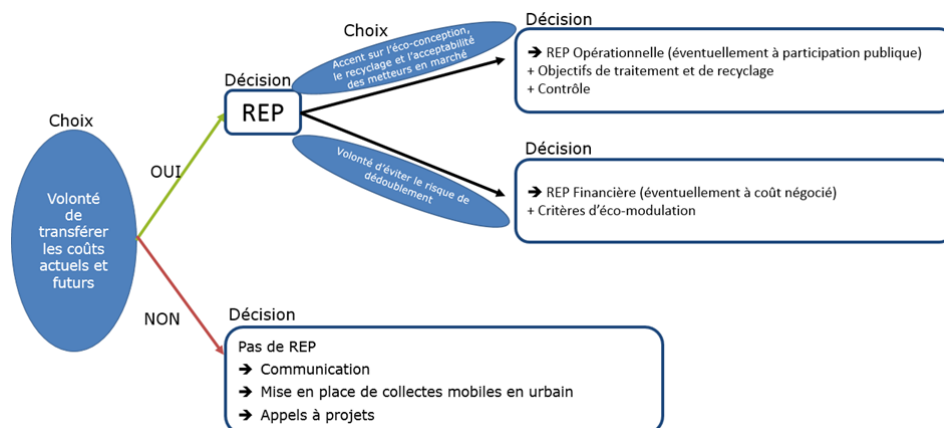 Choix
Volonté
de
transférer
les coûts
actuels et
futurs
OUI
NON
Décision
REP
Choix
Accent sur l'éco-conception,
le recyclage et l'acceptabilité
des metteurs en marché
Volonté d'éviter le risque de
dédoublement
Décision
➔ REP Opérationnelle (éventuellement à participation publique)
+ Objectifs de traitement et de recyclage
+ Contrôle
Décision
➔ REP Financière (éventuellement à coût négocié)
+ Critères d'éco-modulation
Décision
Pas de REP
➔ Communication
➔ Mise en place de collectes mobiles en urbain
➔ Appels à projets